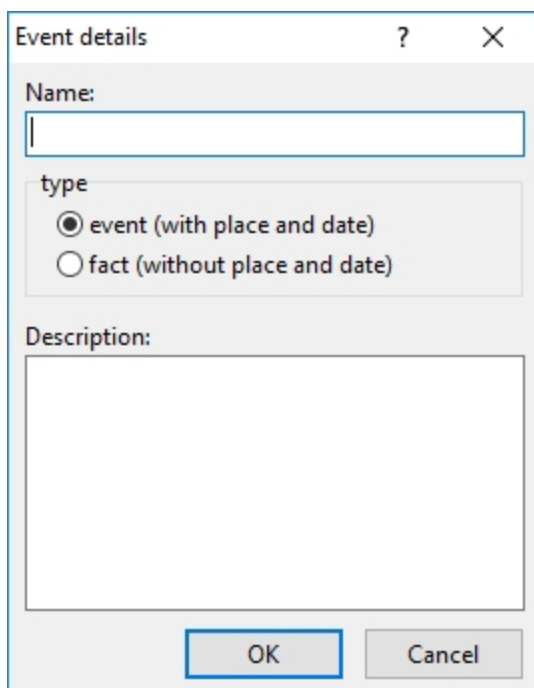 Event details ?
Name:
type
event (with place and date)
fact (without place and date)
Description:
OK Cancel